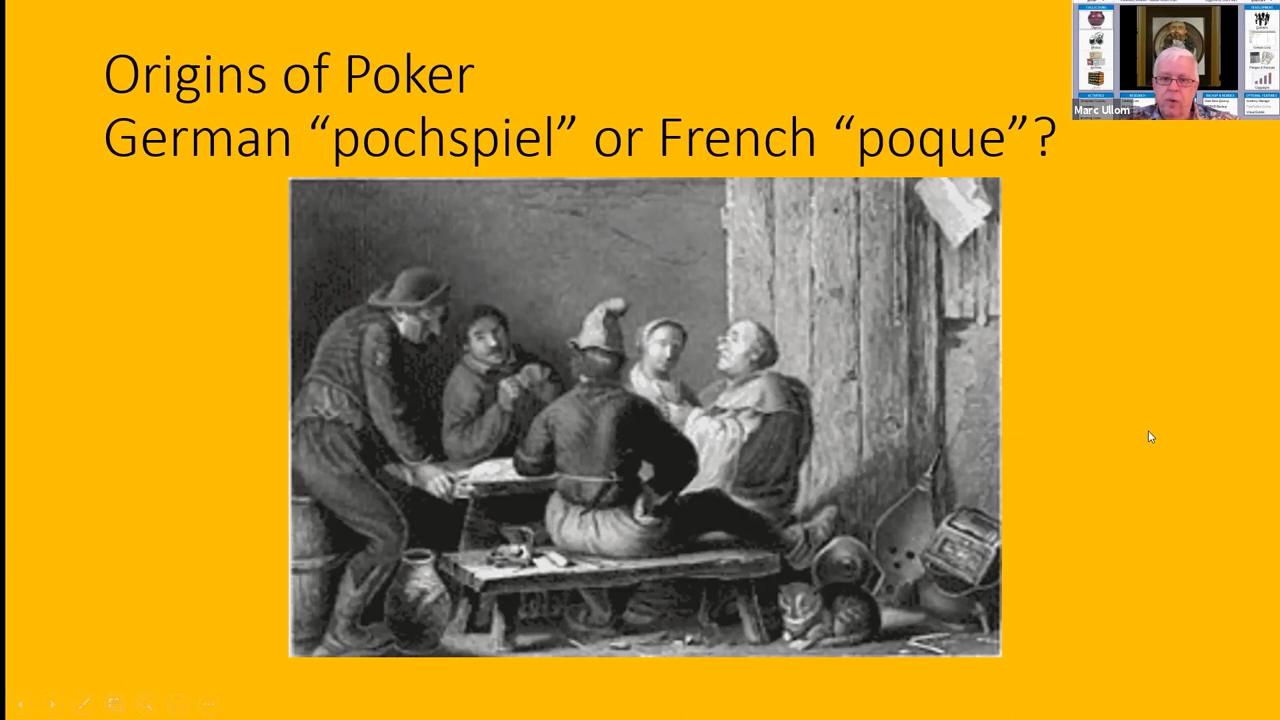 Origins of Poker
German “pochspiel” or French “poque”?
Marc Ullom